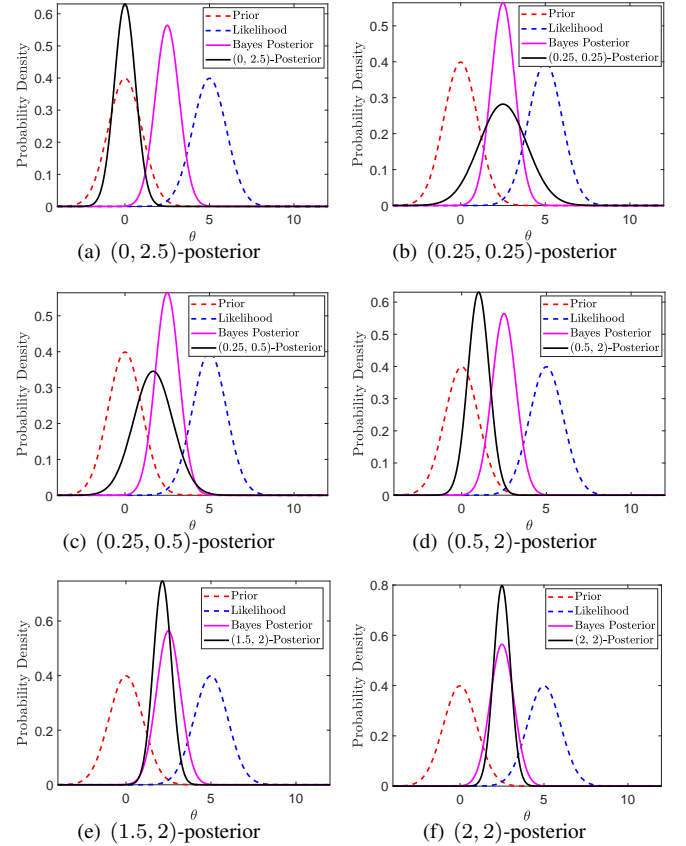 0.6
0.5
0.4
0.3
0.2
0.1
0
Probability Density
Prior
Likelihood
Bayes Posterior
(0, 2.5)-Posterior
0 5 10
θ
(a) (0, 2.5)-posterior
0.5
0.4
0.3
0.2
0.1
0
Probability Density
Prior
Likelihood
Bayes Posterior
(0.25, 0.25)-Posterior
0 5 10
θ
(b) (0.25, 0.25)-posterior
0.5
0.4
0.3
0.2
0.1
0
Probability Density
Prior
Likelihood
Bayes Posterior
(0.25, 0.5)-Posterior
0 5 10
θ
(c) (0.25, 0.5)-posterior
0.6
0.5
0.4
0.3
0.2
0.1
0
Probability Density
Prior
Likelihood
Bayes Posterior
(0.5, 2)-Posterior
0 5 10
θ
(d) (0.5, 2)-posterior
0.6
0.4
0.2
0
Probability Density
Prior
Likelihood
Bayes Posterior
(1.5, 2)-Posterior
0 5 10
θ
(e) (1.5, 2)-posterior
0.8
0.6
0.4
0.2
0
Probability Density
Prior
Likelihood
Bayes Posterior
(2, 2)-Posterior
0 5 10
θ
(f) (2, 2)-posterior